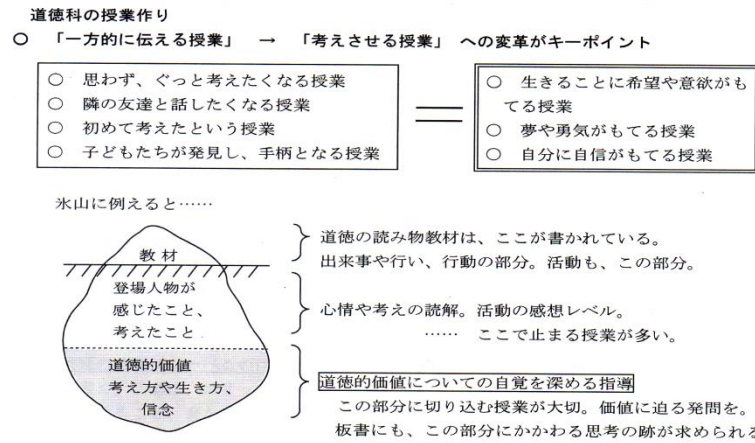 道徳科の授業作り
○ 「一方的に伝える授業」 → 「考えさせる授業」 への変革がキーポイント
○ 思わず、ぐっと考えたくなる授業
○ 隣の友達と話したくなる授業
○ 初めて考えたという授業
○ 子どもたちが発見し、手柄となる授業
○ 生きることに希望や意欲がも
てる授業
○ 夢や勇気がもてる授業
○ 自分に自信がもてる授業
氷山に例えると……
教材
道徳の読み物教材は、ここが書かれている。
出来事や行い、行動の部分。活動も、この部分。
登場人物が
感じたこと、
考えたこと
心情や考えの読解。活動の感想レベル。
…… ここで止まる授業が多い。
道徳的価値
考え方や生き方、
信念
道徳的価値についての自覚を深める指導
この部分に切り込む授業が大切。価値に迫る発問を。
板書にも、この部分にかかわる思考の跡が求められる